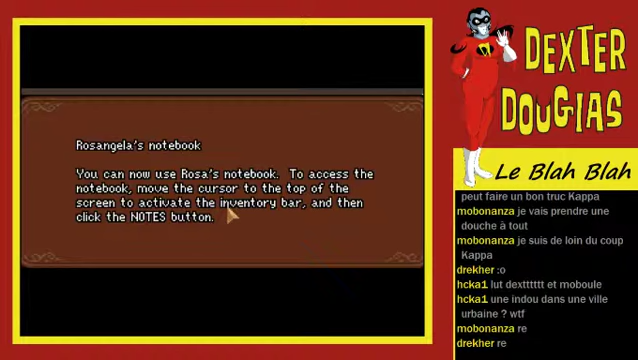 Rosangela's notebook
You can now use Rosa's notebook. To access the
notebook, move the cursor to the top of the
screen to activate the inventory bar, and then
click the NOTES button.
DEXTER
DOUGIAS
Le Blah Blah
peut faire un bon truc Kappa
mobonanza je vais prendre une
douche à tout
mobonanza je suis de loin du coup
Kappa
drekher :o
hcka1 lut dexttttt et moboule
hcka1 une indou dans une ville
urbaine ? wtf
mobonanza re
drekher re